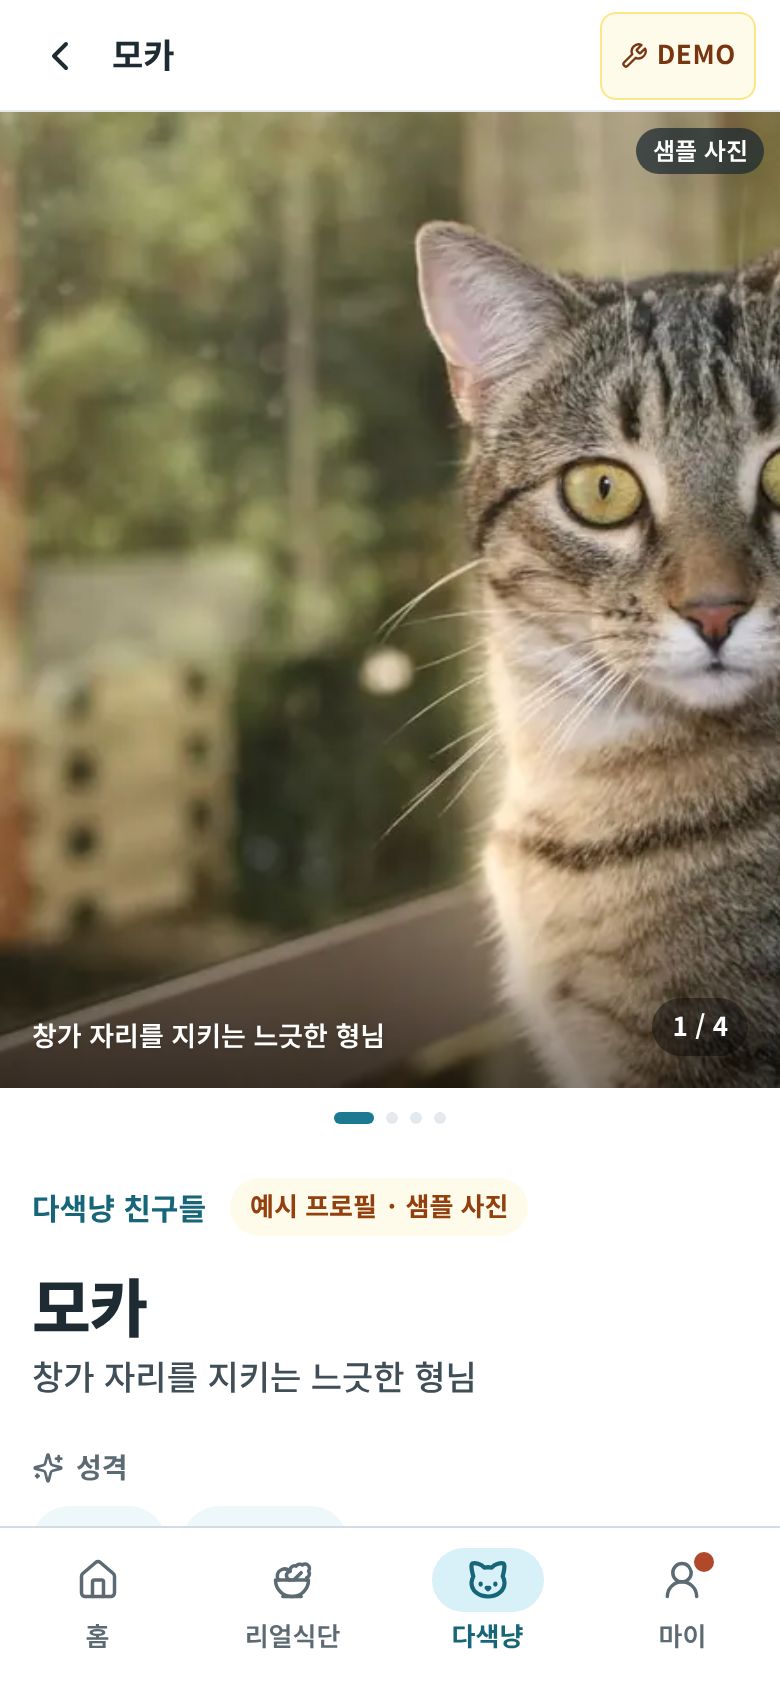 모카
DEMO
샘플 사진
창가 자리를 지키는 느긋한 형님
1 / 4
다색냥 친구들
예시 프로필 · 샘플 사진
모카
창가 자리를 지키는 느긋한 형님
성격
홈
리얼식단
다색냥
마이